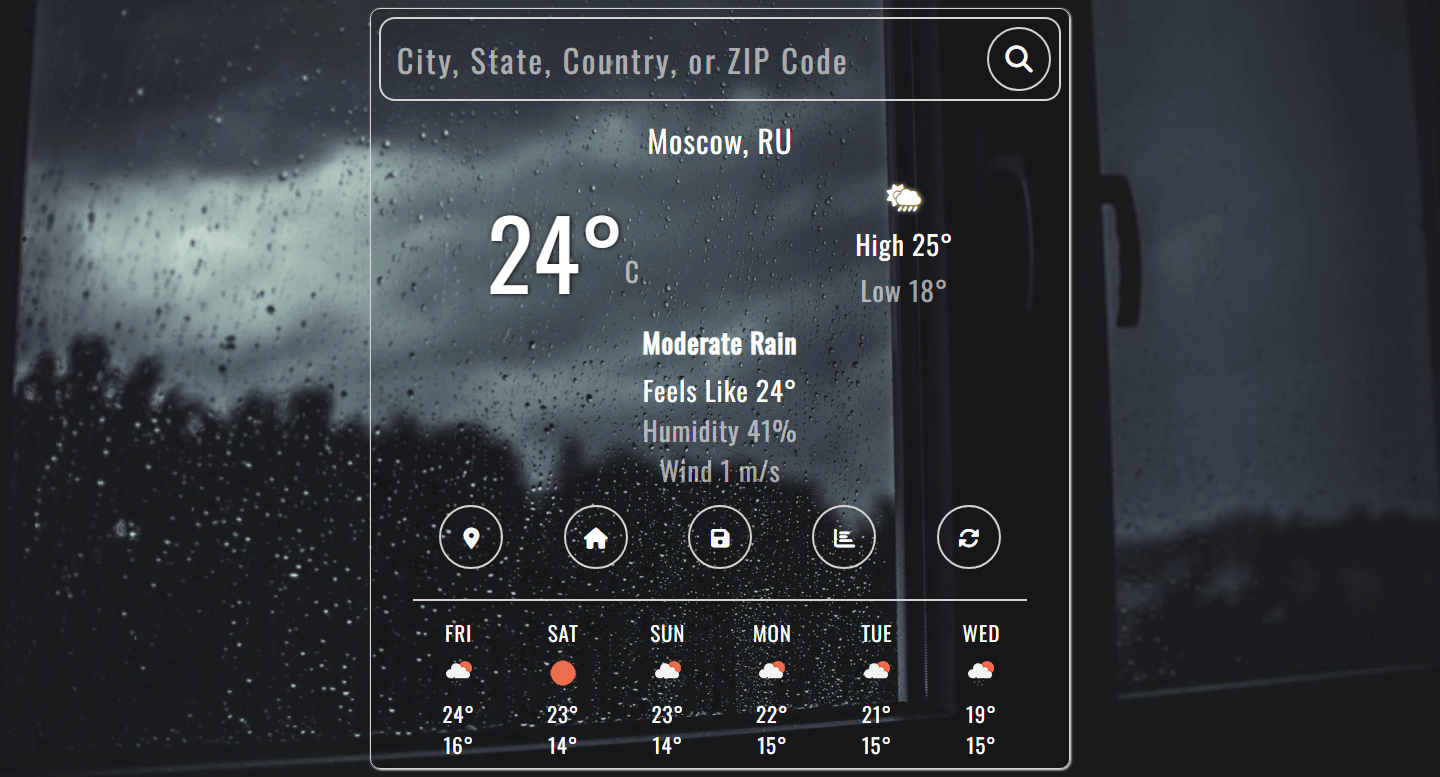 City, State, Country, or ZIP Code
Moscow, RU
24° C
High 25°
Low 18°
Moderate Rain
Feels Like 24°
Humidity 41%
Wind 1 m/s
FRI SAT SUN MON TUE WED
24° 23° 23° 22° 21° 19°
16° 14° 14° 15° 15° 15°